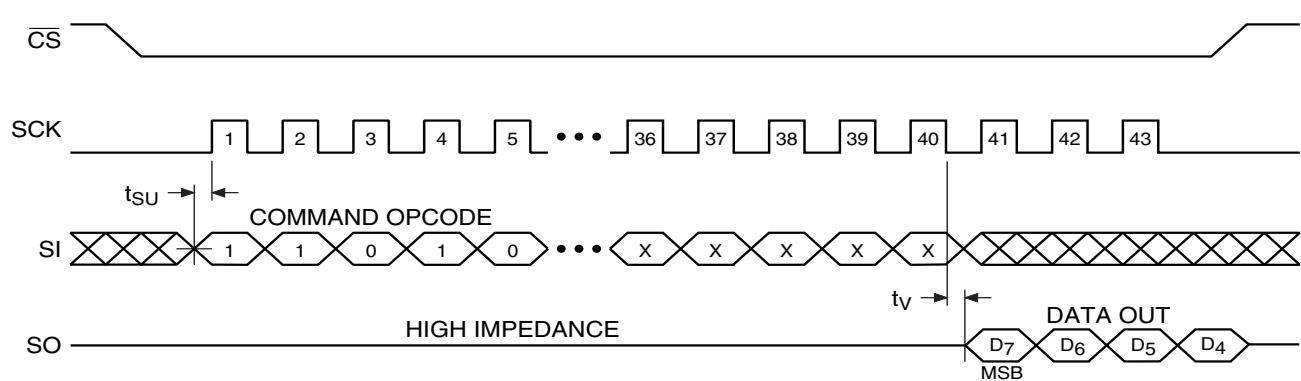 CS
SCK 1 2 3 4 5 ••• 36 37 38 39 40 41 42 43
tSU
COMMAND OPCODE
SI 1 1 0 1 0 ••• X X X X X
tV
HIGH IMPEDANCE
DATA OUT
SO D7 D6 D5 D4
MSB